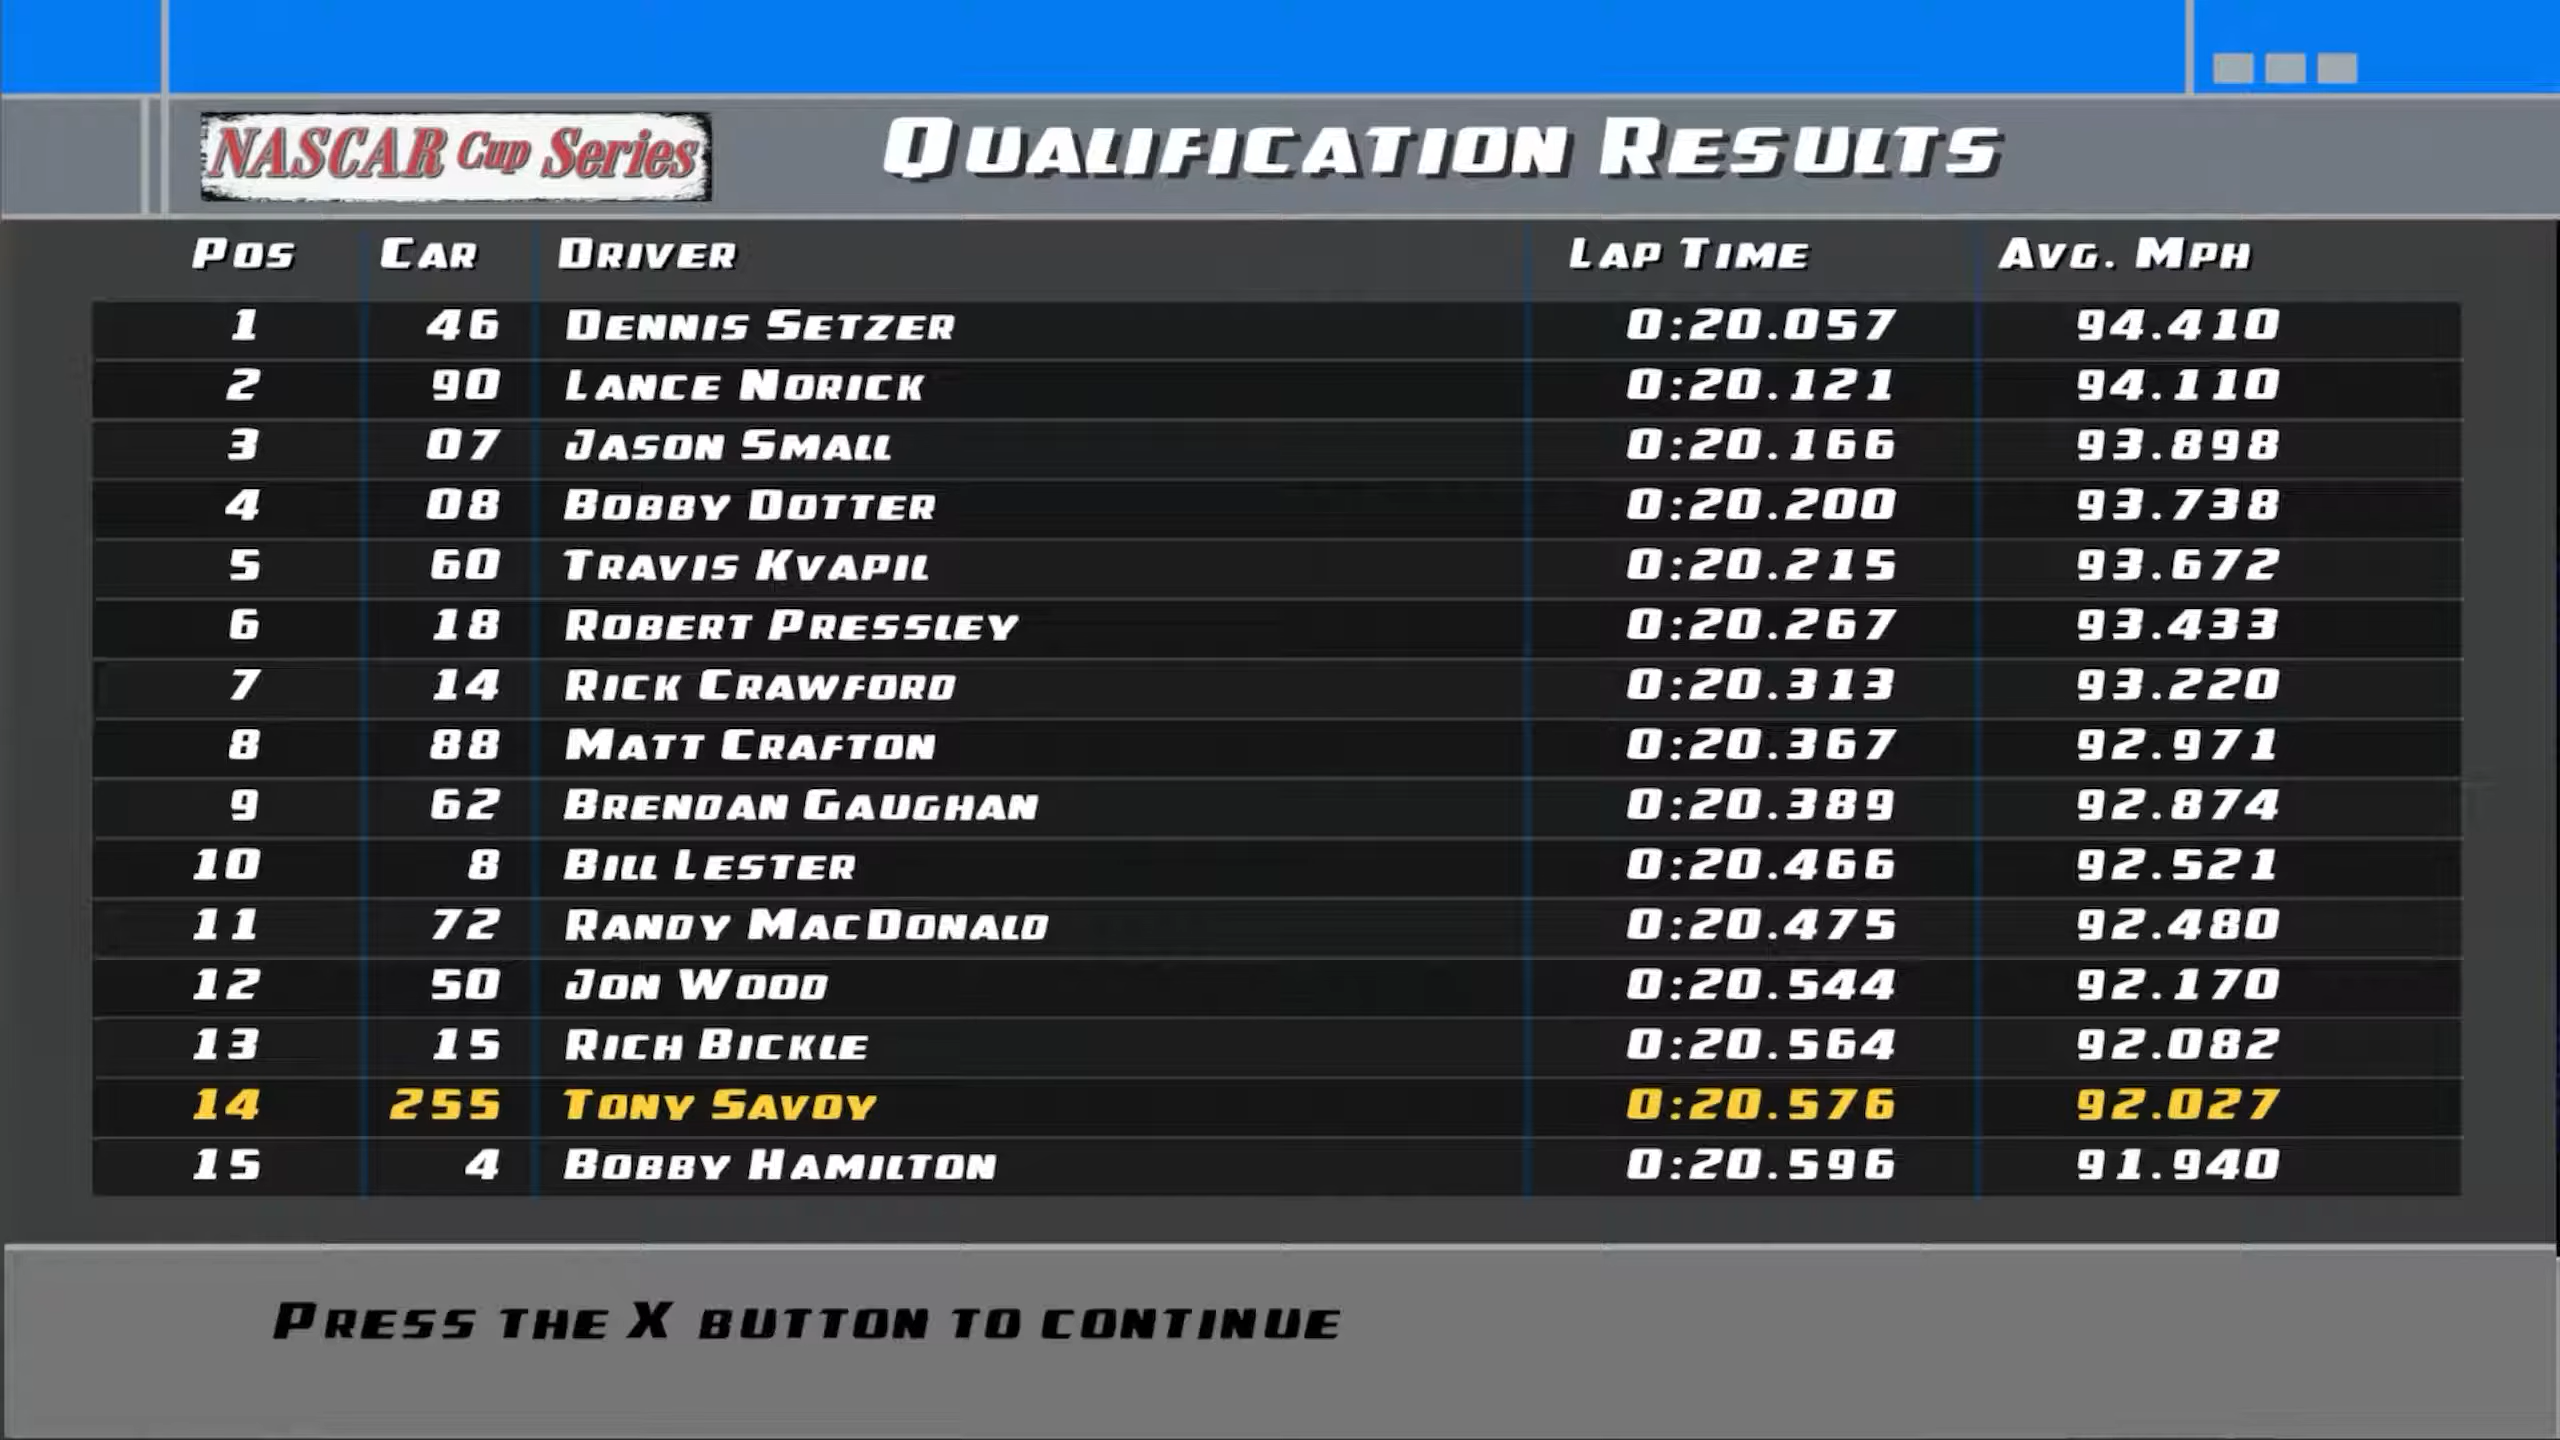 NASCAR Cup Series
Qualification Results
Pos Car Driver Lap Time Avg. Mph
1 46 Dennis Setzer 0:20.057 94.410
2 90 Lance Norick 0:20.121 94.110
3 07 Jason Small 0:20.166 93.898
4 08 Bobby Dotter 0:20.200 93.738
5 60 Travis Kvapil 0:20.215 93.672
6 18 Robert Pressley 0:20.267 93.433
7 14 Rick Crawford 0:20.313 93.220
8 88 Matt Crafton 0:20.367 92.971
9 62 Brendan Gaughan 0:20.389 92.874
10 8 Bill Lester 0:20.466 92.521
11 72 Randy MacDonald 0:20.475 92.480
12 50 Jon Wood 0:20.544 92.170
13 15 Rich Bickle 0:20.564 92.082
14 255 Tony Savoy 0:20.576 92.027
15 4 Bobby Hamilton 0:20.596 91.940
Press the X button to continue